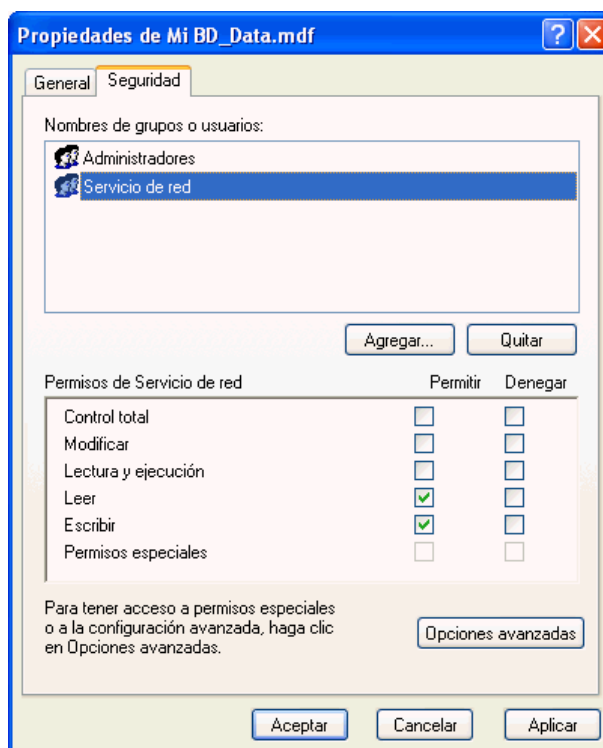 Propiedades de Mi BD_Data.mdf
General Seguridad
Nombres de grupos o usuarios:
Administradores
Servicio de red
Agregar... Quitar
Permisos de Servicio de red Permitir Denegar
Control total
Modificar
Lectura y ejecución
Leer
Escribir
Permisos especiales
Para tener acceso a permisos especiales
o a la configuración avanzada, haga clic
en Opciones avanzadas.
Opciones avanzadas
Aceptar Cancelar Aplicar